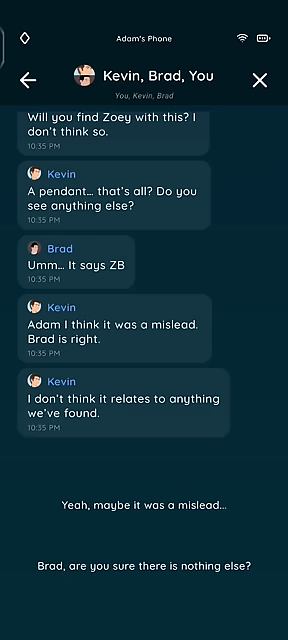 Adam's Phone
Kevin, Brad, You
You, Kevin, Brad
Will you find Zoey with this? I
don't think so.
10:35 PM
Kevin
A pendant... that's all? Do you
see anything else?
10:35 PM
Brad
Umm... It says ZB
10:35 PM
Kevin
Adam I think it was a mislead.
Brad is right.
10:35 PM
Kevin
I don't think it relates to anything
we've found.
10:35 PM
Yeah, maybe it was a mislead...
Brad, are you sure there is nothing else?